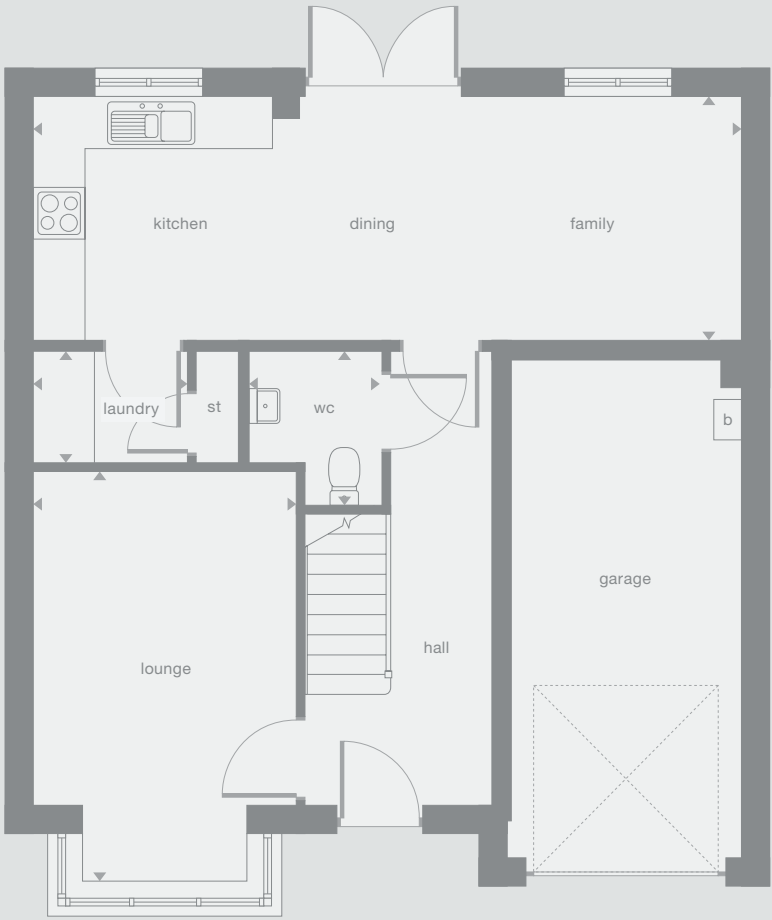 kitchen
dining
family
laundry
st
wc
b
garage
hall
lounge